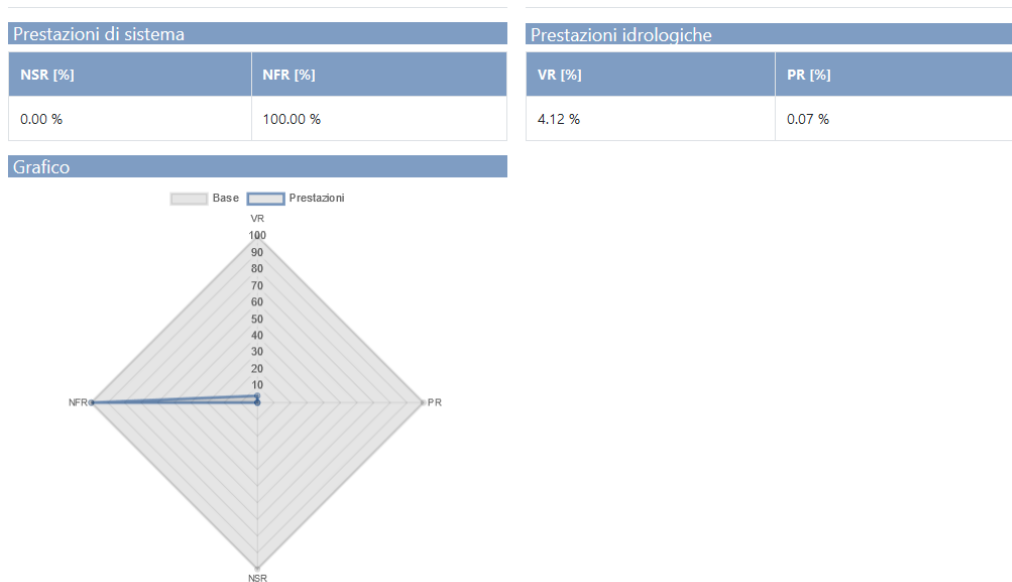 Prestazioni di sistema
NSR [%] NFR [%]
0.00 % 100.00 %
Prestazioni idrologiche
VR [%] PR [%]
4.12 % 0.07 %
Grafico
Base Prestazioni
VR
100
90
80
70
60
50
40
30
20
10
NFR PR
NSR